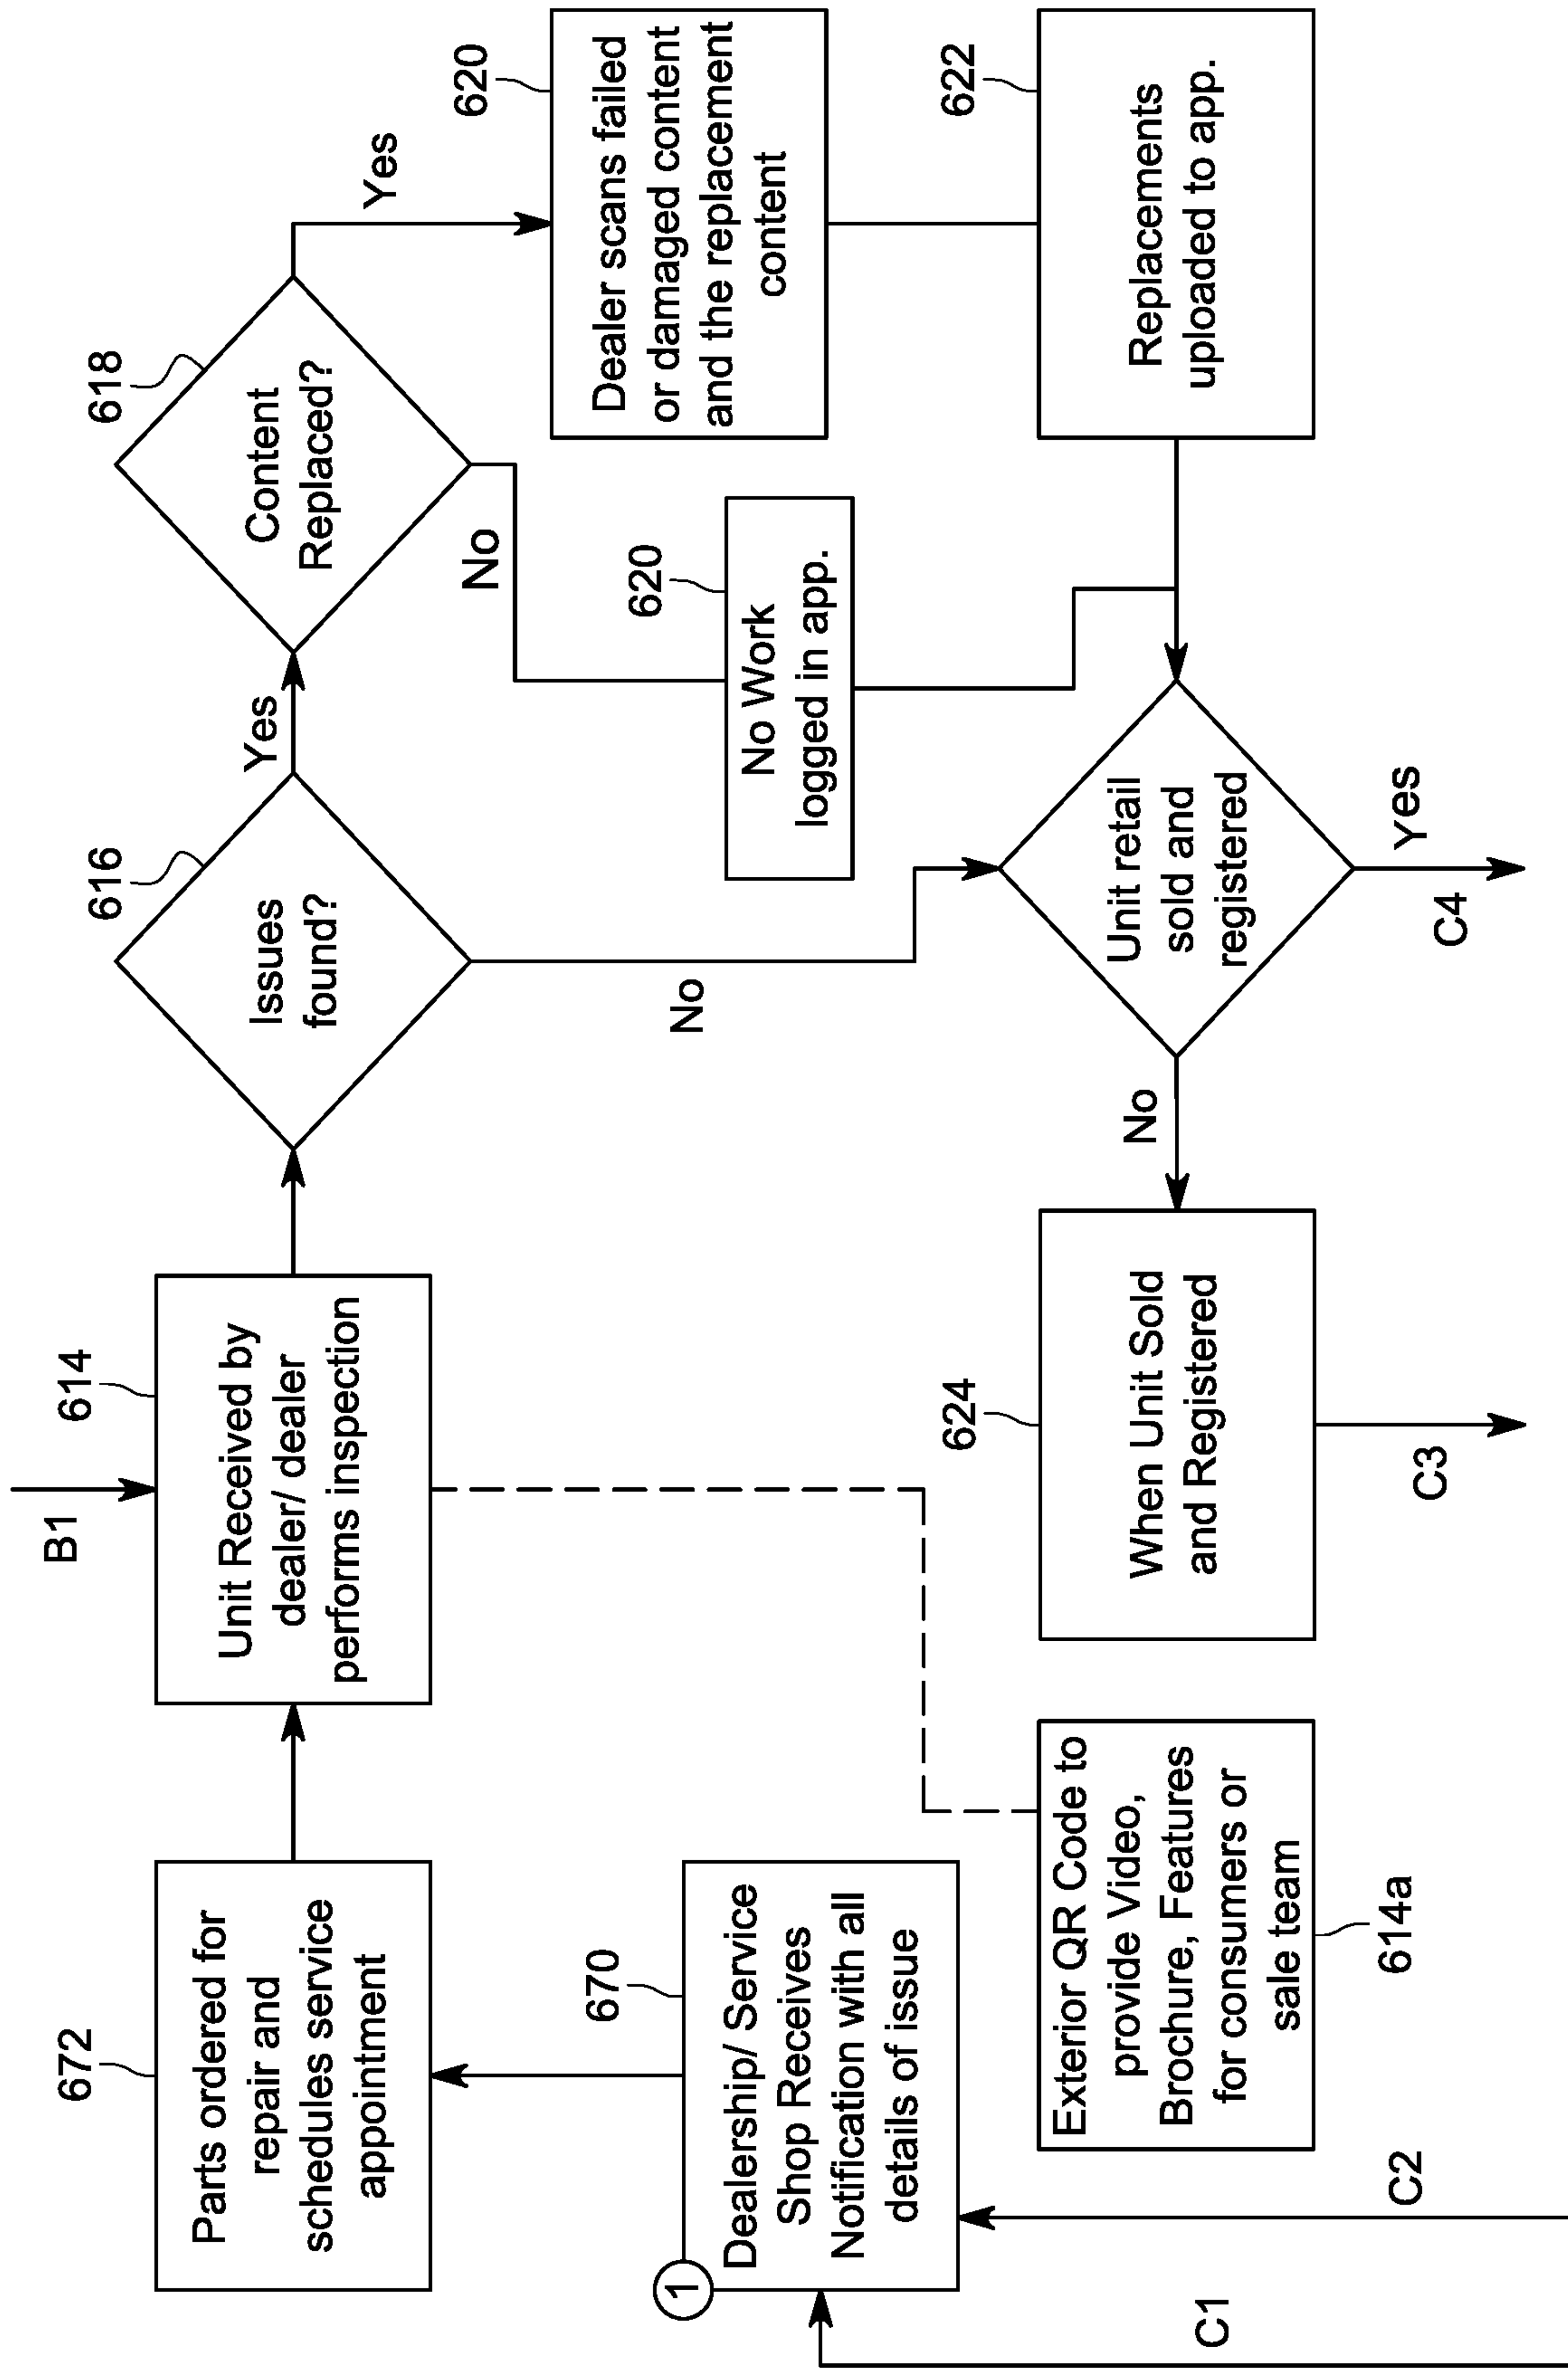 B1
672
Parts ordered for
repair and
schedules service
appointment
614
Unit Received by
dealer/ dealer
performs inspection
616
Issues
found?
Yes
618
Content
Replaced?
Yes
620
Dealer scans failed
or damaged content
and the replacement
content
No
No
620
No Work
logged in app.
622
Replacements
uploaded to app.
1
670
Dealership/ Service
Shop Receives
Notification with all
details of issue
Exterior QR Code to
provide Video,
Brochure, Features
for consumers or
sale team
614a
624
When Unit Sold
and Registered
No
Unit retail
sold and
registered
Yes
C1
C2
C3
C4